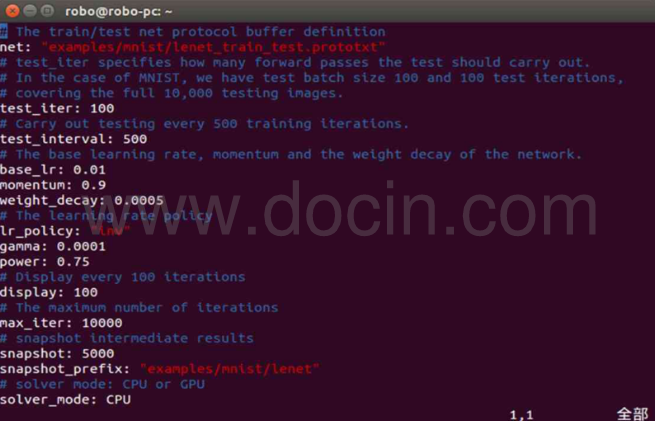 robo@robo-pc: ~
# The train/test net protocol buffer definition
net: "examples/mnist/lenet_train_test.prototxt"
# test_iter specifies how many forward passes the test should carry out.
# In the case of MNIST, we have test batch size 100 and 100 test iterations,
# covering the full 10,000 testing images.
test_iter: 100
# Carry out testing every 500 training iterations.
test_interval: 500
# The base learning rate, momentum and the weight decay of the network.
base_lr: 0.01
momentum: 0.9
weight_decay: 0.0005
# The learning rate policy
lr_policy: "inv"
gamma: 0.0001
power: 0.75
# Display every 100 iterations
display: 100
# The maximum number of iterations
max_iter: 10000
# snapshot intermediate results
snapshot: 5000
snapshot_prefix: "examples/mnist/lenet"
# solver mode: CPU or GPU
solver_mode: CPU
1,1 全部
www.docin.com